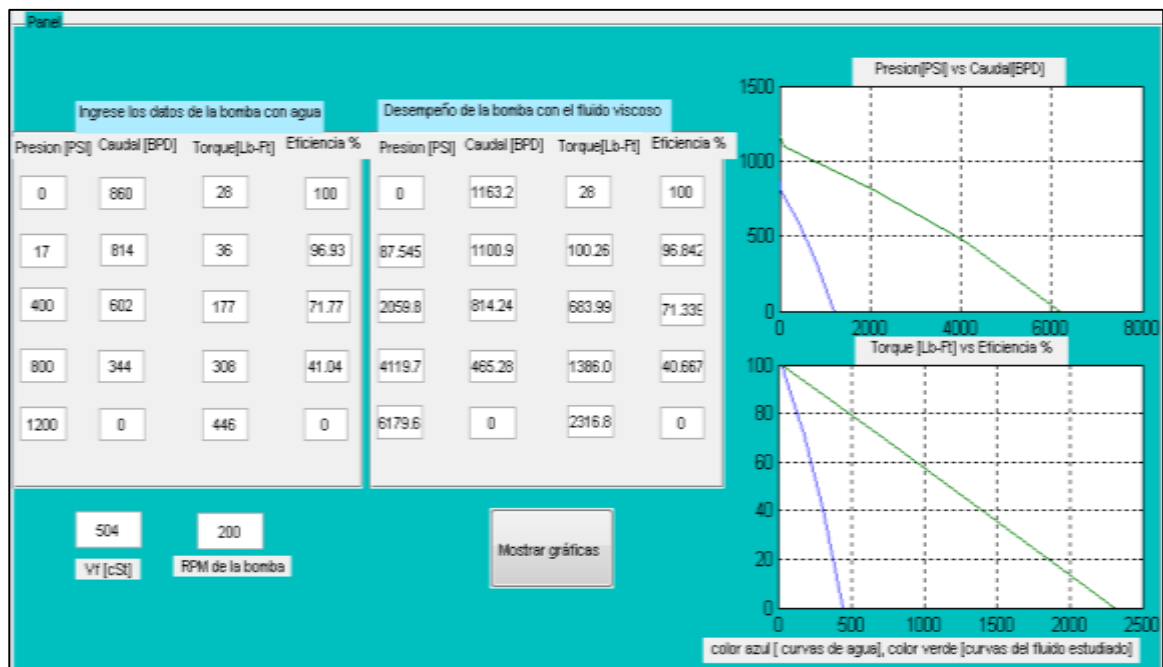 Panel
Ingrese los datos de la bomba con agua
Presion [PSI] Caudal [BPD] Torque[Lb-Ft] Eficiencia %
0 860 28 100
17 814 36 96.93
400 602 177 71.77
800 344 308 41.04
1200 0 446 0
Desempeño de la bomba con el fluido viscoso
Presion [PSI] Caudal [BPD] Torque[Lb-Ft] Eficiencia %
0 1163.2 28 100
87.545 1100.9 100.26 96.842
2059.8 814.24 683.99 71.339
4119.7 465.28 1386.0 40.667
6179.6 0 2316.8 0
504
Vf [cSt]
200
RPM de la bomba
Mostrar gráficas
Presion[PSI] vs Caudal[BPD]
1500
1000
500
0
0 2000 4000 6000 8000
Torque [Lb-Ft] vs Eficiencia %
100
80
60
40
20
0
0 500 1000 1500 2000 2500
color azul [ curvas de agua], color verde [curvas del fluido estudiado]